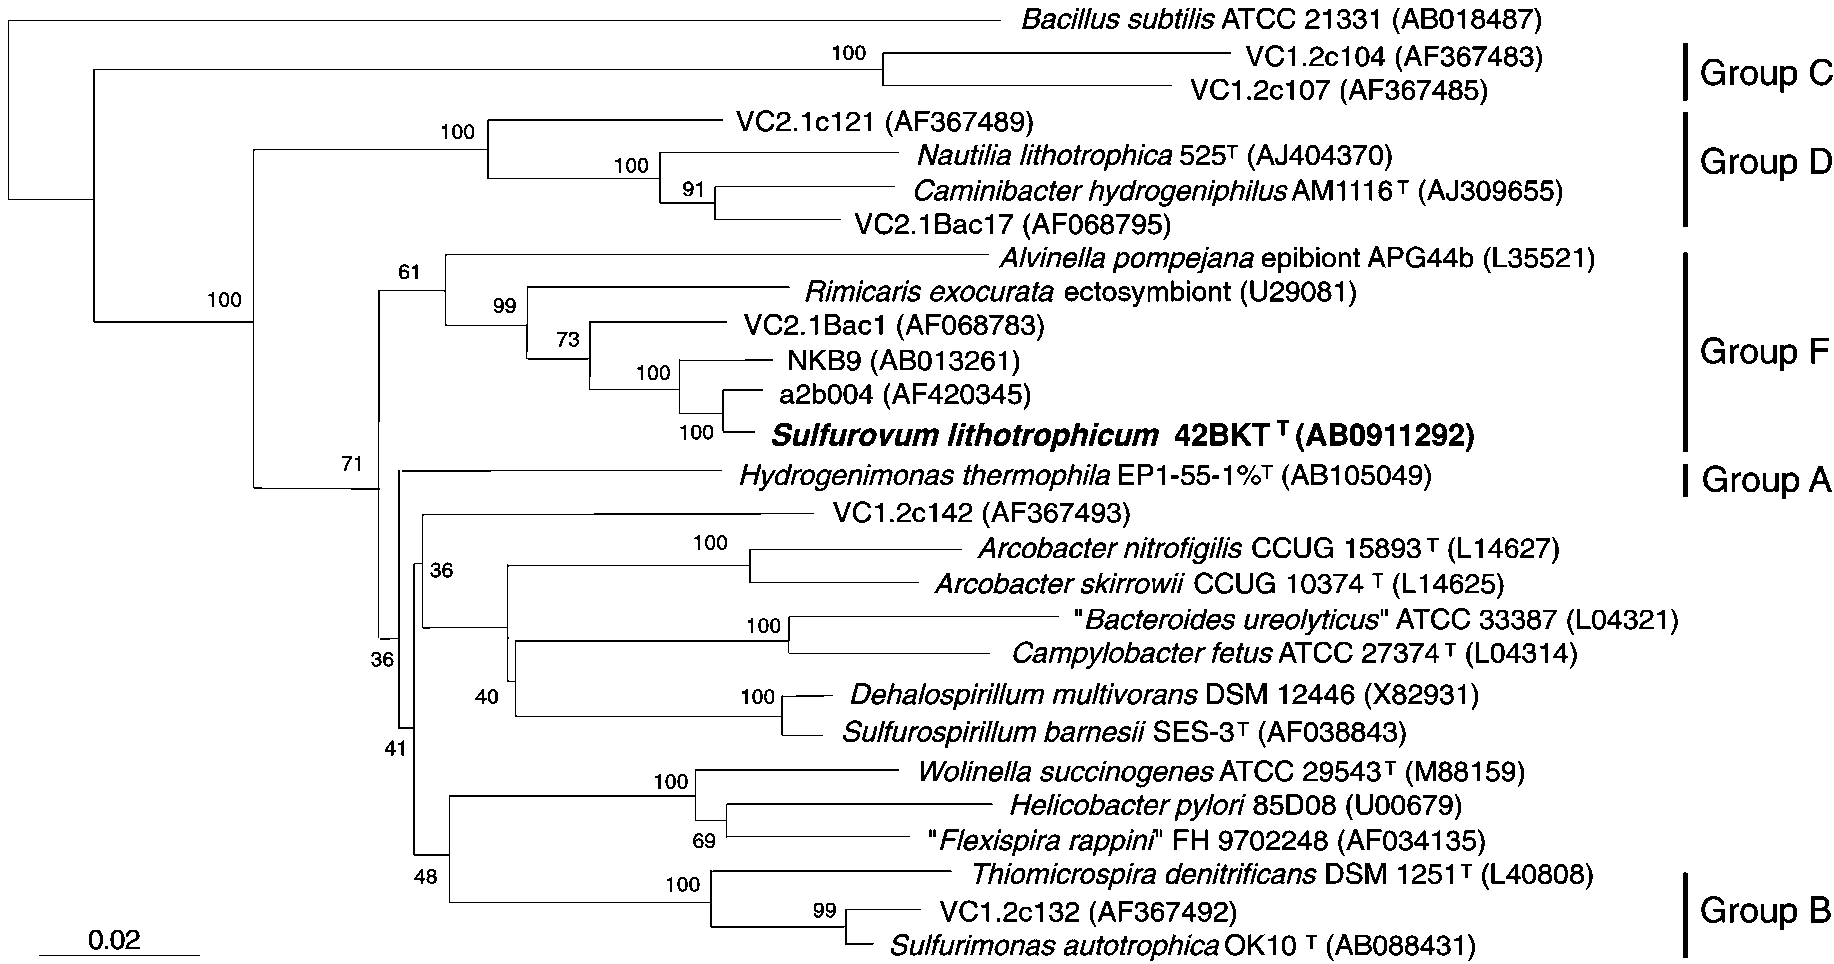 Bacillus subtilis ATCC 21331 (AB018487)
100
VC1.2c104 (AF367483)
Group C
VC1.2c107 (AF367485)
VC2.1c121 (AF367489)
100
Nautilia lithotrophica 525ᵀ (AJ404370)
100
Group D
Caminibacter hydrogeniphilus AM1116 ᵀ (AJ309655)
91
VC2.1Bac17 (AF068795)
Alvinella pompejana epibiont APG44b (L35521)
61
Rimicaris exocurata ectosymbiont (U29081)
100
99
VC2.1Bac1 (AF068783)
73
Group F
NKB9 (AB013261)
100
a2b004 (AF420345)
100
Sulfurovum lithotrophicum 42BKT ᵀ (AB0911292)
71
Hydrogenimonas thermophila EP1-55-1%ᵀ (AB105049)
Group A
VC1.2c142 (AF367493)
100
Arcobacter nitrofigilis CCUG 15893 ᵀ (L14627)
36
Arcobacter skirrowii CCUG 10374 ᵀ (L14625)
"Bacteroides ureolyticus" ATCC 33387 (L04321)
100
Campylobacter fetus ATCC 27374 ᵀ (L04314)
36
40
100
Dehalospirillum multivorans DSM 12446 (X82931)
Sulfurospirillum barnesii SES-3ᵀ (AF038843)
41
Wolinella succinogenes ATCC 29543ᵀ (M88159)
100
Helicobacter pylori 85D08 (U00679)
69
"Flexispira rappini" FH 9702248 (AF034135)
48
Thiomicrospira denitrificans DSM 1251ᵀ (L40808)
100
99
VC1.2c132 (AF367492)
Group B
Sulfurimonas autotrophica OK10 ᵀ (AB088431)
0.02